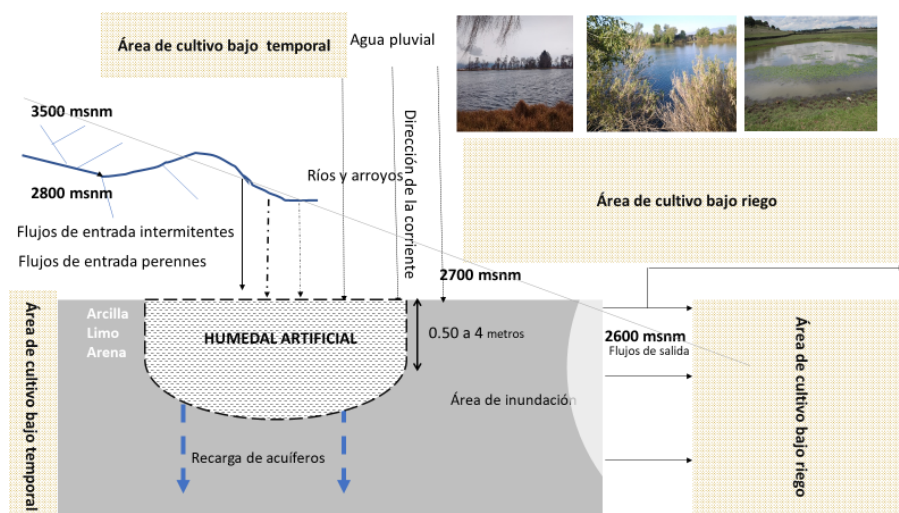 Área de cultivo bajo temporal
Agua pluvial
3500 msnm
2800 msnm
Ríos y arroyos
Dirección de la corriente
Área de cultivo bajo riego
Flujos de entrada intermitentes
Flujos de entrada perennes
2700 msnm
Área de cultivo bajo temporal
Arcilla
Limo
Arena
HUMEDAL ARTIFICIAL
0.50 a 4 metros
2600 msnm
Flujos de salida
Área de inundación
Área de cultivo bajo riego
Recarga de acuíferos